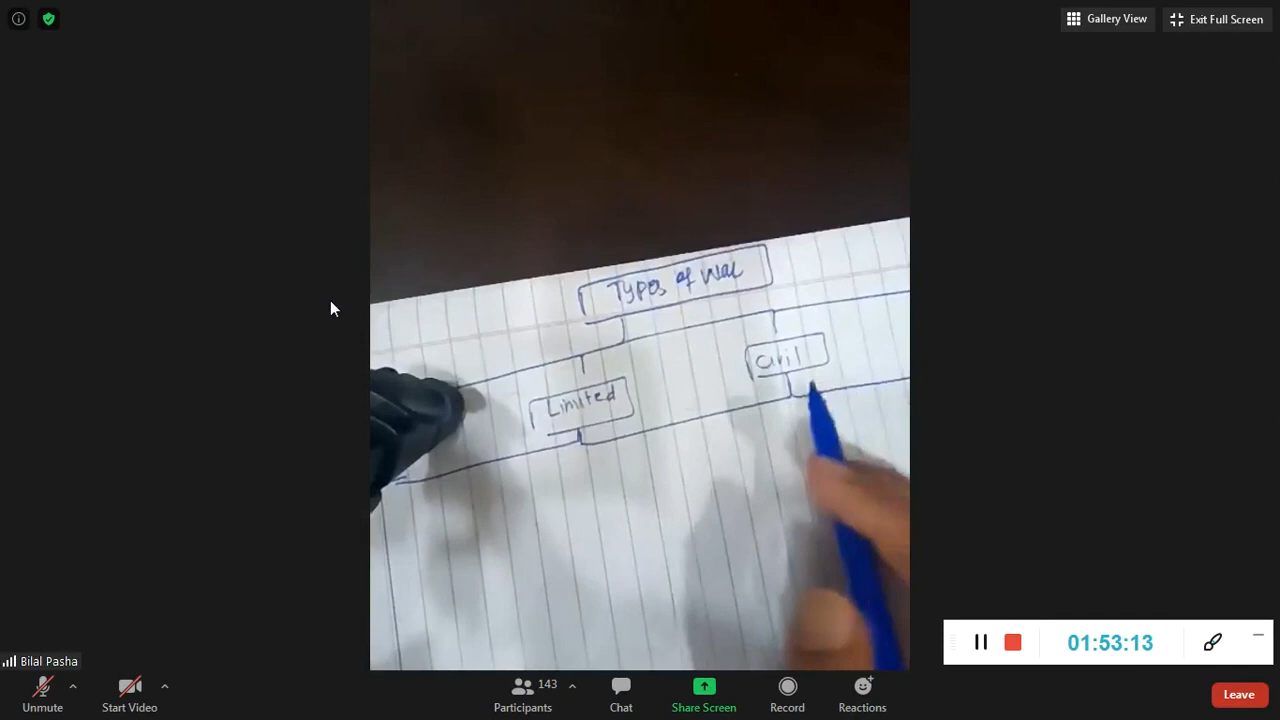 Gallery View
Exit Full Screen
Types of War
Civil
Limited
01:53:13
Bilal Pasha
143
Unmute
Start Video
Participants
Chat
Share Screen
Record
Reactions
Leave